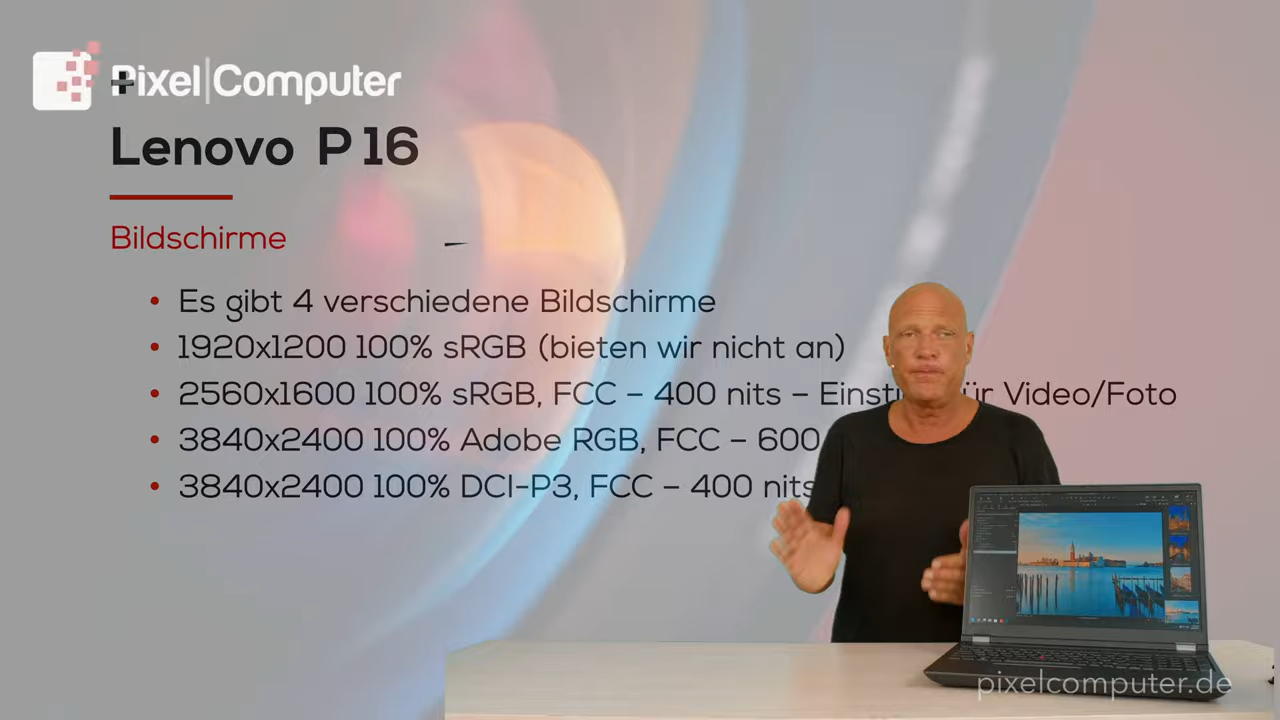 Pixel|Computer
Lenovo P16
Bildschirme
• Es gibt 4 verschiedene Bildschirme
• 1920x1200 100% sRGB (bieten wir nicht an)
• 2560x1600 100% sRGB, FCC – 400 nits – Video/Foto
• 3840x2400 100% Adobe RGB, FCC – 600
• 3840x2400 100% DCI-P3, FCC – 400 nits
pixelcomputer.de